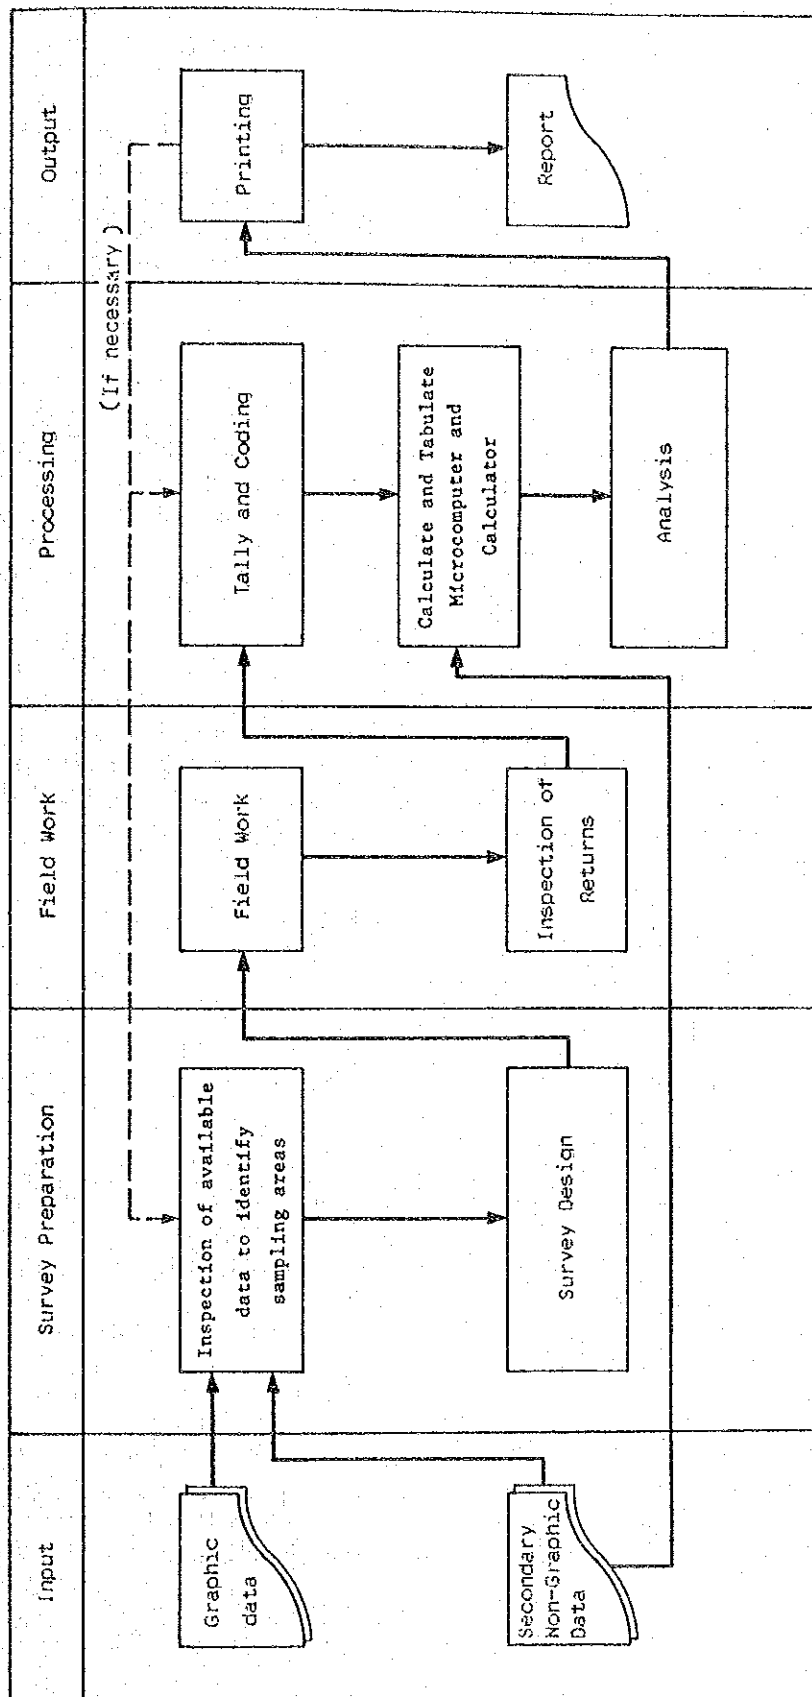 Input
Survey Preparation
Field Work
Processing
Output
(If necessary)
Graphic
data
Secondary
Non-Graphic
Data
Inspection of available
data to identify
sampling areas
Survey Design
Field Work
Inspection of
Returns
Tally and Coding
Calculate and Tabulate
Microcomputer and
Calculator
Analysis
Printing
Report